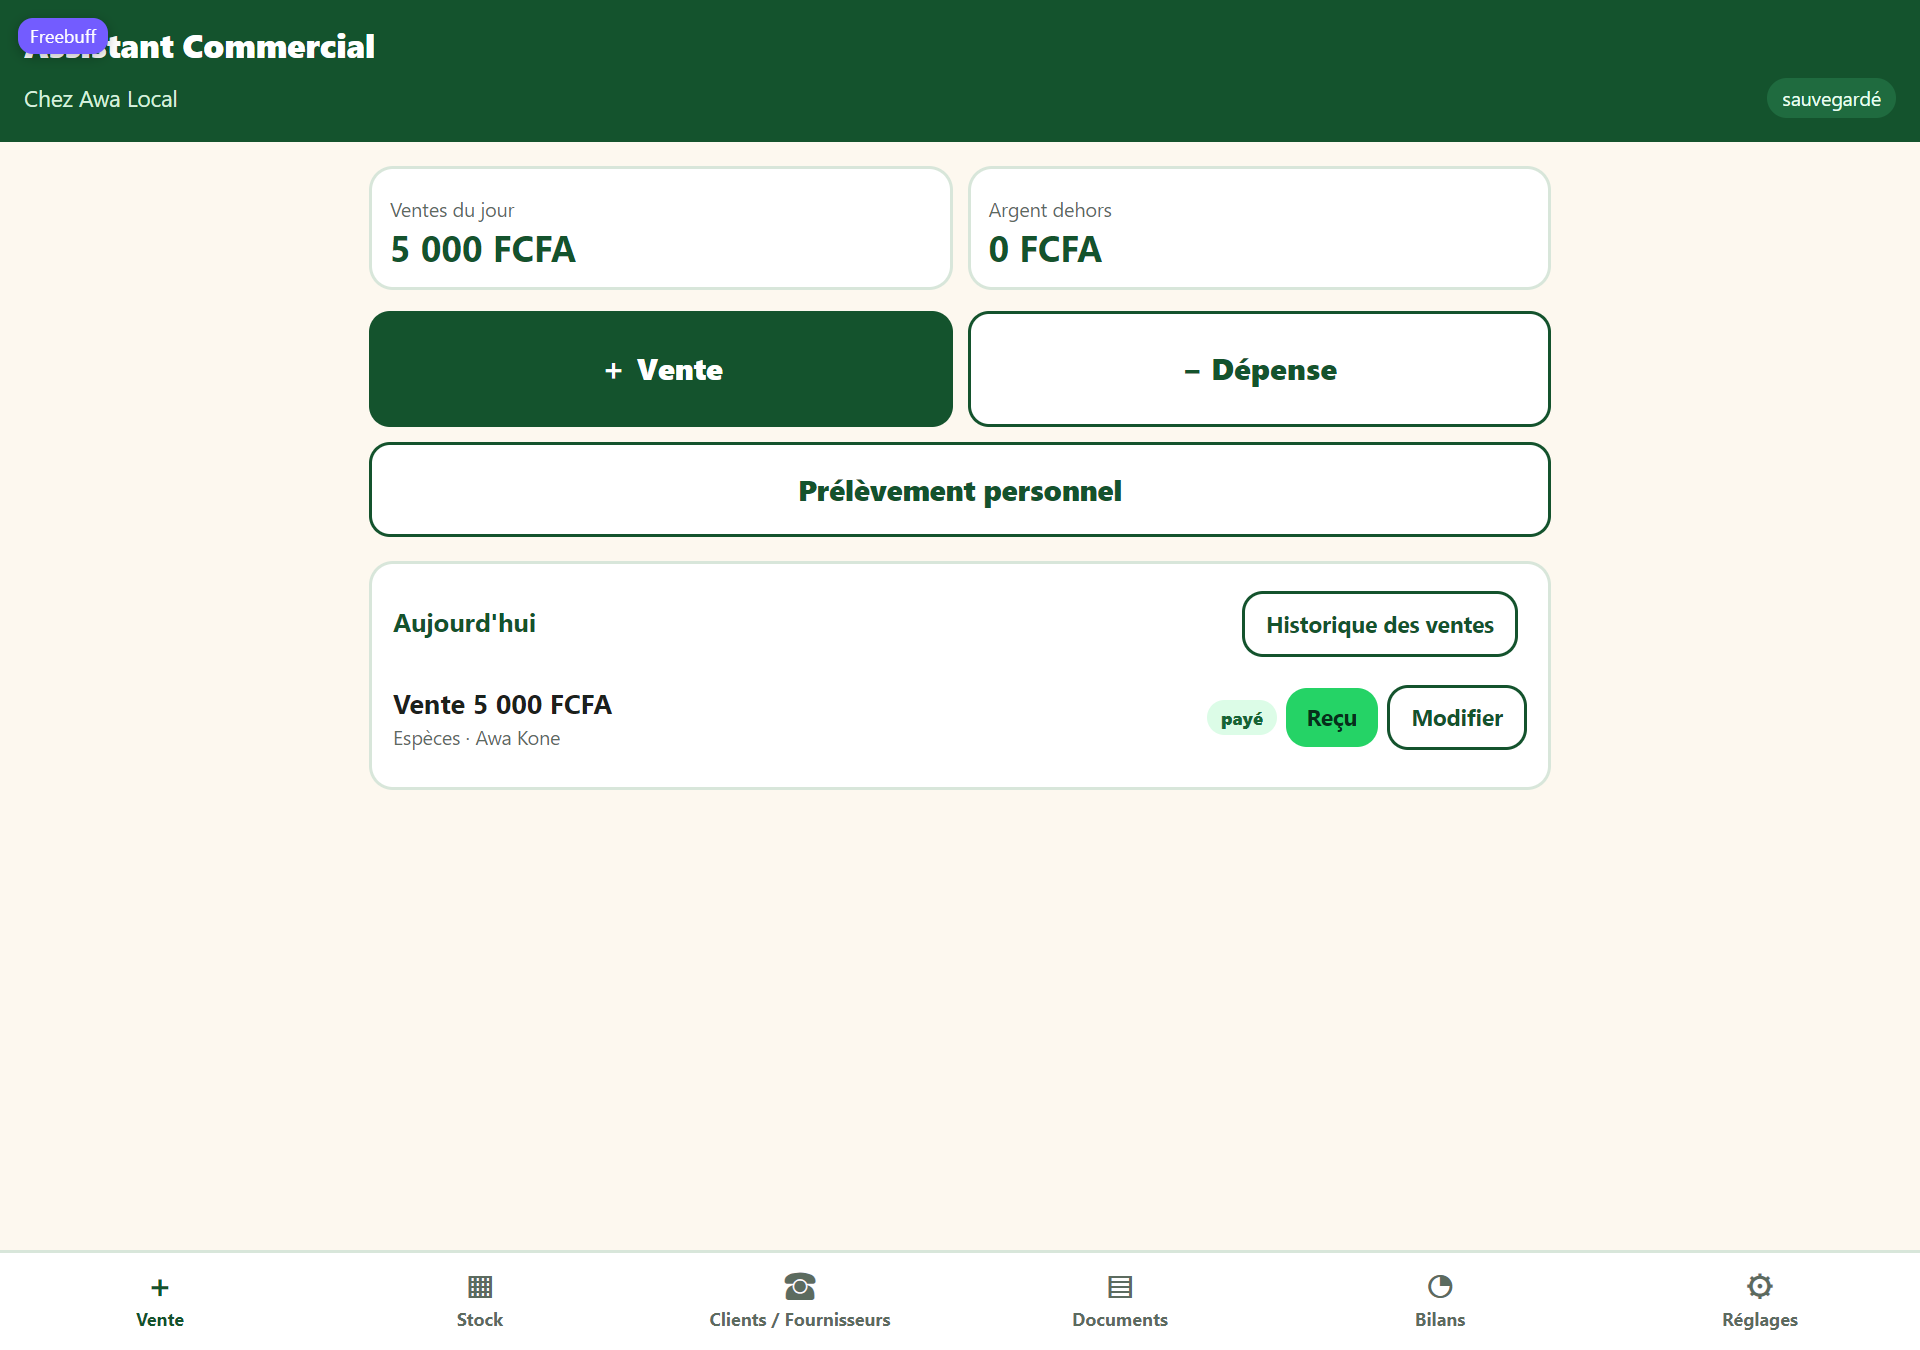 Freebuff
tant Commercial
Chez Awa Local
sauvegardé
Ventes du jour
5 000 FCFA
Argent dehors
0 FCFA
+ Vente
− Dépense
Prélèvement personnel
Aujourd'hui
Historique des ventes
Vente 5 000 FCFA
Espèces · Awa Kone
payé
Reçu
Modifier
+
Vente
Stock
Clients / Fournisseurs
Documents
Bilans
Réglages